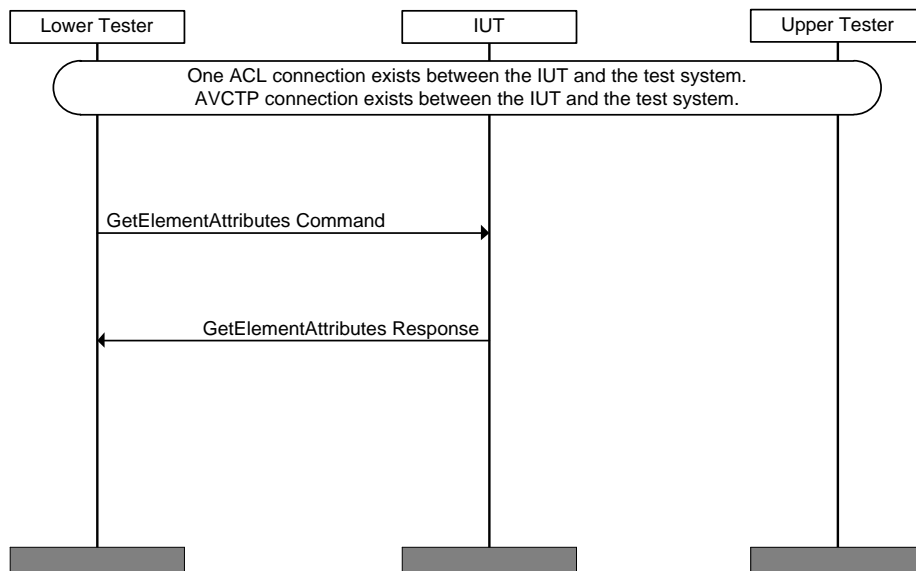 Lower Tester
IUT
Upper Tester
One ACL connection exists between the IUT and the test system.
AVCTP connection exists between the IUT and the test system.
GetElementAttributes Command
GetElementAttributes Response